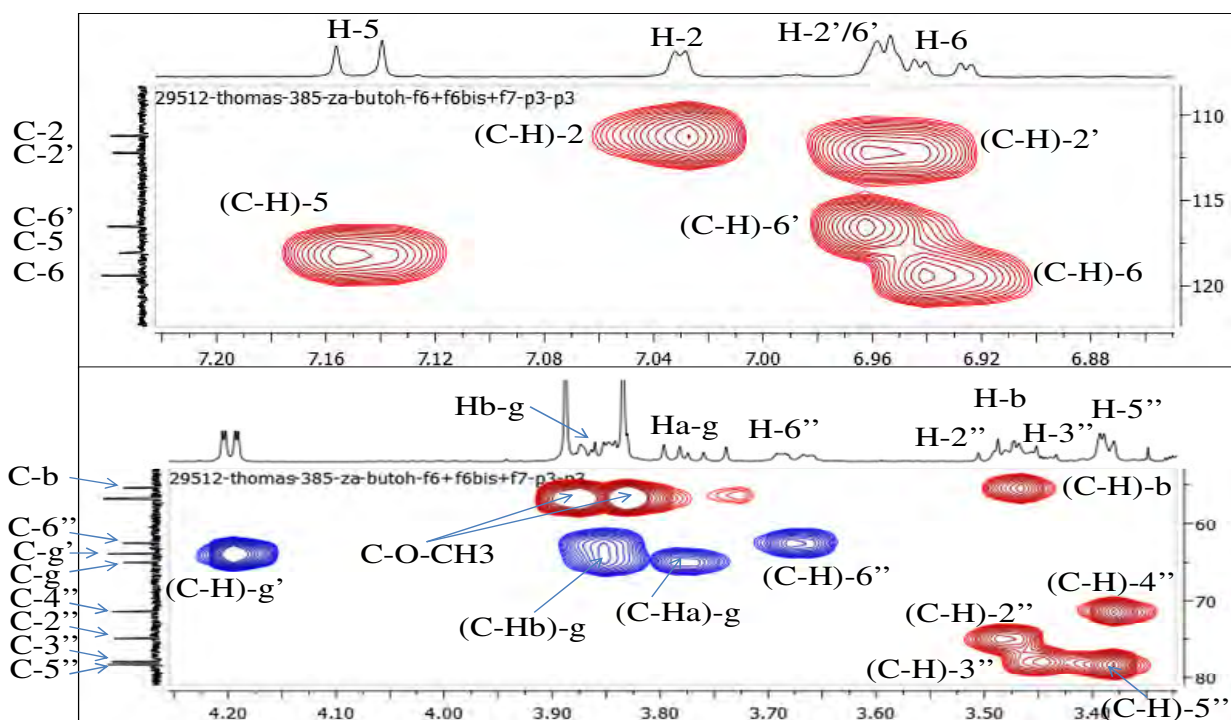 H-5
H-2
H-2’/6’
H-6
29512-thomas-385-za-butoh-f6+f6bis+f7-p3-p3
C-2
C-2’
C-6’
C-5
C-6
(C-H)-2
(C-H)-2’
(C-H)-5
(C-H)-6’
(C-H)-6
110
115
120
7.20 7.16 7.12 7.08 7.04 7.00 6.96 6.92 6.88
Hb-g
Ha-g
H-6’’
H-2’’
H-b
H-3’’
H-5’’
29512-thomas-385-za-butoh-f6+f6bis+f7-p3-p3
C-b
C-6’’
C-g’
C-g
C-4’’
C-2’’
C-3’’
C-5’’
(C-H)-b
C-O-CH3
(C-H)-g’
(C-H)-6’’
(C-H)-4’’
(C-Ha)-g
(C-Hb)-g
(C-H)-2’’
(C-H)-3’’
(C-H)-5’’
60
70
80
4.20 4.10 4.00 3.90 3.80 3.70 3.60 3.50 3.40